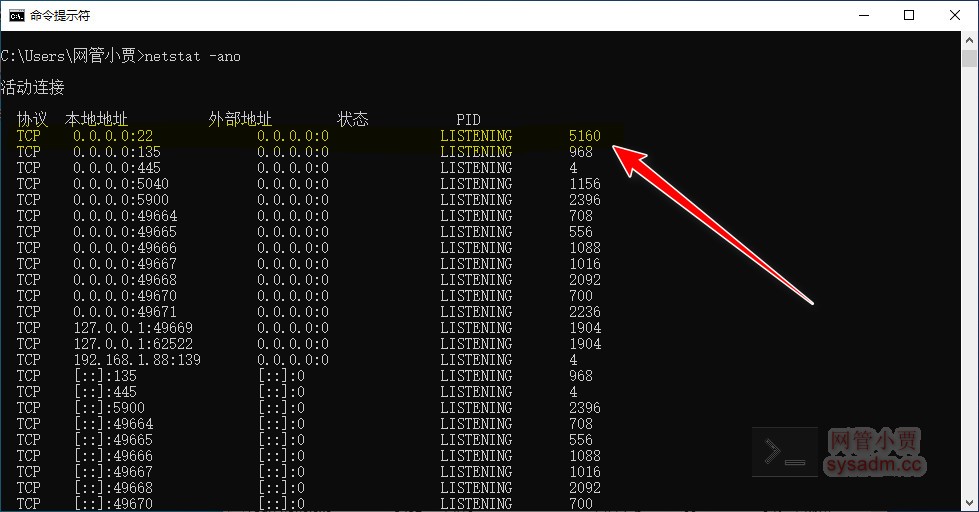 命令提示符
C:\Users\网管小贾>netstat -ano
活动连接
协议 本地地址 外部地址 状态 PID
TCP 0.0.0.0:22 0.0.0.0:0 LISTENING 5160
TCP 0.0.0.0:135 0.0.0.0:0 LISTENING 968
TCP 0.0.0.0:445 0.0.0.0:0 LISTENING 4
TCP 0.0.0.0:5040 0.0.0.0:0 LISTENING 1156
TCP 0.0.0.0:5900 0.0.0.0:0 LISTENING 2396
TCP 0.0.0.0:49664 0.0.0.0:0 LISTENING 708
TCP 0.0.0.0:49665 0.0.0.0:0 LISTENING 556
TCP 0.0.0.0:49666 0.0.0.0:0 LISTENING 1088
TCP 0.0.0.0:49667 0.0.0.0:0 LISTENING 1016
TCP 0.0.0.0:49668 0.0.0.0:0 LISTENING 2092
TCP 0.0.0.0:49670 0.0.0.0:0 LISTENING 700
TCP 0.0.0.0:49671 0.0.0.0:0 LISTENING 2236
TCP 127.0.0.1:49669 0.0.0.0:0 LISTENING 1904
TCP 127.0.0.1:62522 0.0.0.0:0 LISTENING 1904
TCP 192.168.1.88:139 0.0.0.0:0 LISTENING 4
TCP [::]:135 [::]:0 LISTENING 968
TCP [::]:445 [::]:0 LISTENING 4
TCP [::]:5900 [::]:0 LISTENING 2396
TCP [::]:49664 [::]:0 LISTENING 708
TCP [::]:49665 [::]:0 LISTENING 556
TCP [::]:49666 [::]:0 LISTENING 1088
TCP [::]:49667 [::]:0 LISTENING 1016
TCP [::]:49668 [::]:0 LISTENING 2092
TCP [::]:49670 [::]:0 LISTENING 700
网管小贾
sysadm.cc